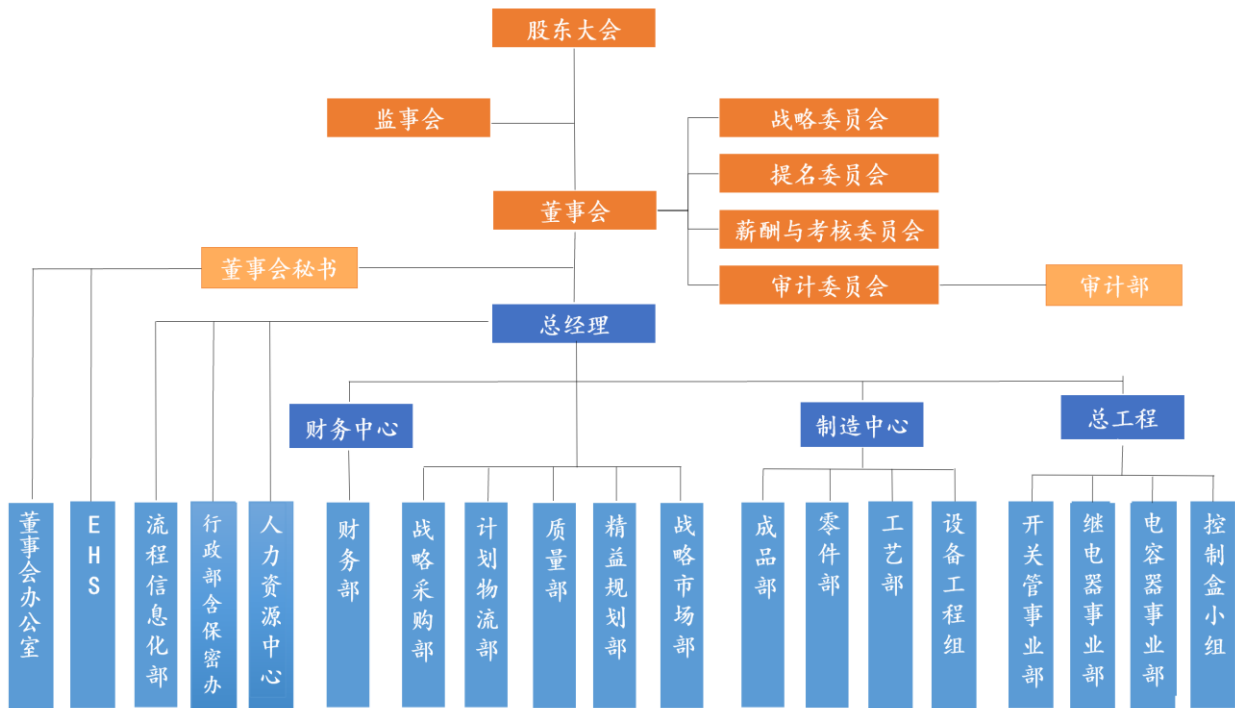 股东大会
监事会
战略委员会
提名委员会
董事会
薪酬与考核委员会
董事会秘书
审计委员会
审计部
总经理
财务中心
制造中心
总工程
董事会办公室
EHS
流程信息化部
行政部含保密办
人力资源中心
财务部
战略采购部
计划物流部
质量部
精益规划部
战略市场部
成品部
零件部
工艺部
设备工程组
开关管事业部
继电器事业部
电容器事业部
控制盒小组